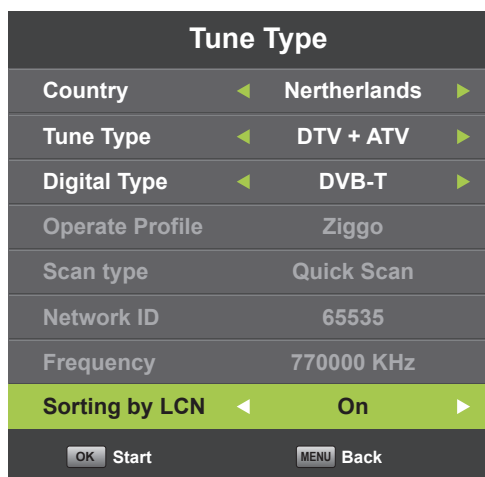 Tune Type
Country Nertherlands
Tune Type DTV + ATV
Digital Type DVB-T
Operate Profile Ziggo
Scan type Quick Scan
Network ID 65535
Frequency 770000 KHz
Sorting by LCN On
OK Start MENU Back